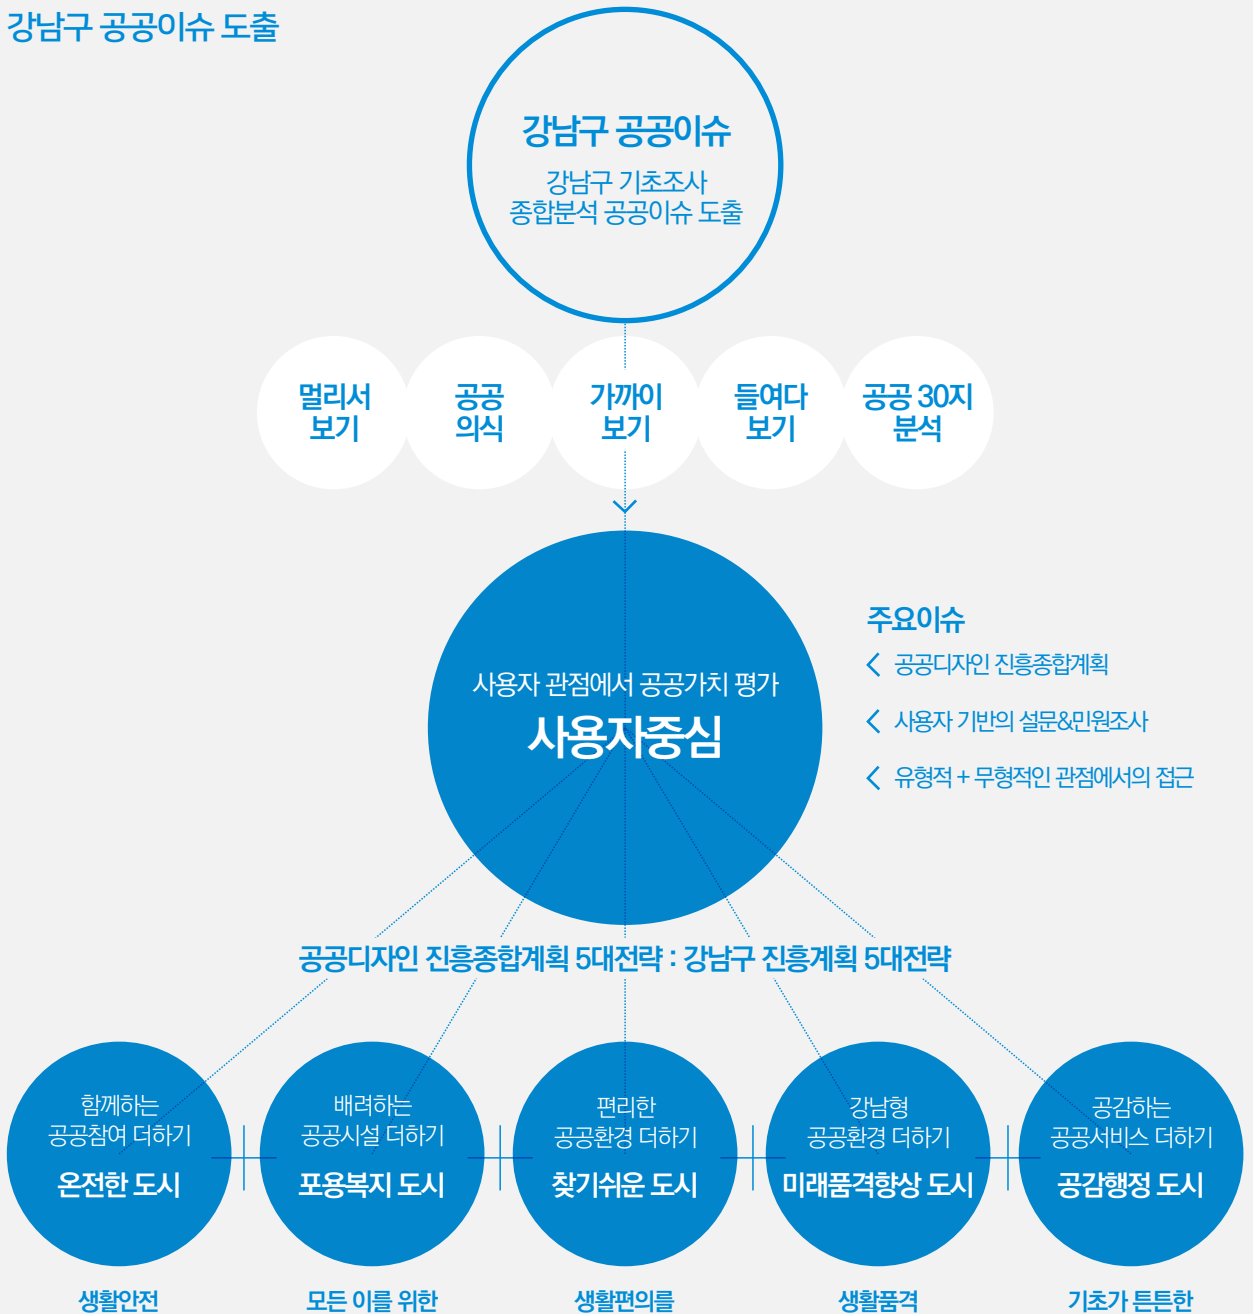 강남구 공공이슈 도출
강남구 공공이슈
강남구 기초조사
종합분석 공공이슈 도출
멀리서
보기
공공
의식
가까이
보기
들여다
보기
공공 30지
분석
사용자 관점에서 공공가치 평가
사용자중심
주요이슈
공공디자인 진흥종합계획
사용자 기반의 설문&민원조사
유형적 + 무형적인 관점에서의 접근
공공디자인 진흥종합계획 5대전략 : 강남구 진흥계획 5대전략
함께하는
공공참여 더하기
온전한 도시
배려하는
공공시설 더하기
포용복지 도시
편리한
공공환경 더하기
찾기쉬운 도시
강남형
공공환경 더하기
미래품격향상 도시
공감하는
공공서비스 더하기
공감행정 도시
생활안전
모든 이를 위한
생활편의를
생활품격
기초가 튼튼한